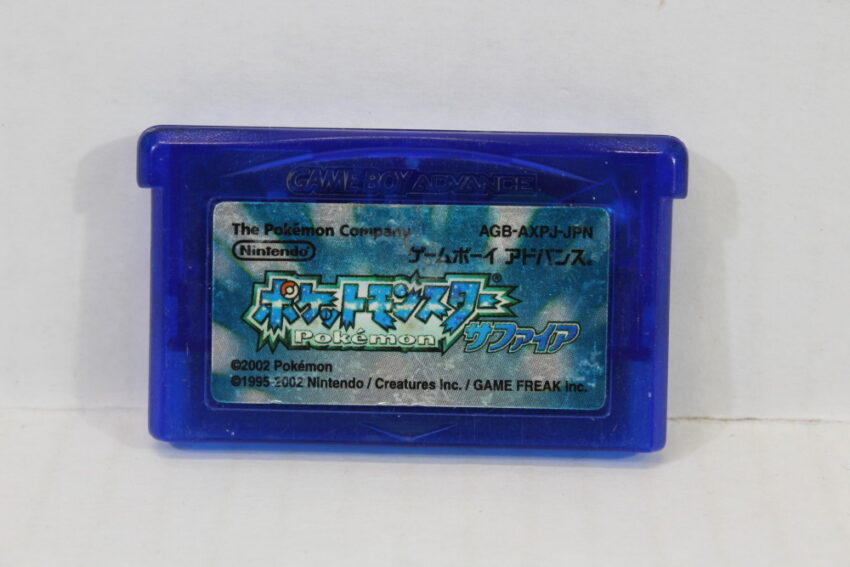 GAME BOY ADVANCE
The Pokémon Company AGB-AXPJ-JPN
Nintendo ゲームボーイ アドバンス®
ポケットモンスター®
Pokémon サファイア
©2002 Pokémon
©1995-2002 Nintendo / Creatures Inc. / GAME FREAK inc.